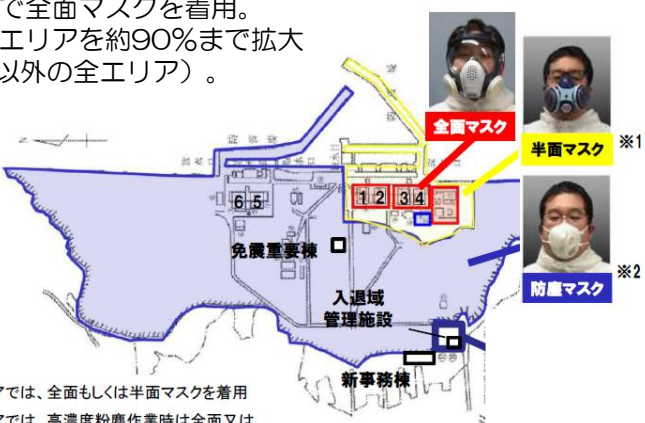 で全面マスクを着用。
エリアを約90%まで拡大
以外の全エリア）。
全面マスク
半面マスク ※1
防塵マスク ※2
N
1 2 3 4
6 5
免震重要棟
入退域
管理施設
新事務棟
アでは、全面もしくは半面マスクを着用
アでは、高濃度粉塵作業時は全面又は